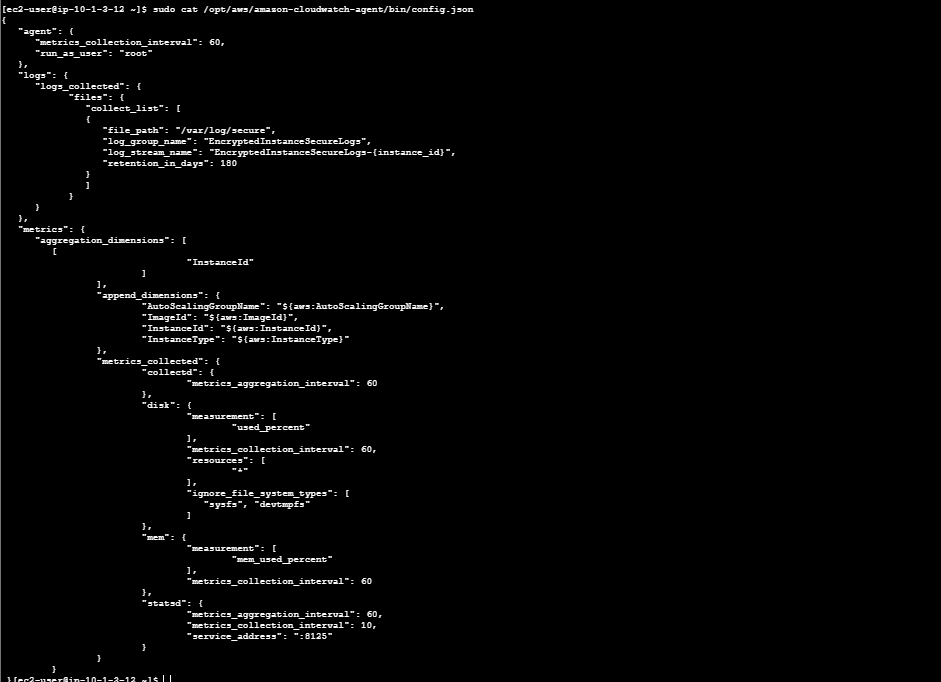 [ec2-user@ip-10-1-3-12 ~]$ sudo cat /opt/aws/amazon-cloudwatch-agent/bin/config.json
{
"agent": {
"metrics_collection_interval": 60,
"run_as_user": "root"
},
"logs": {
"logs_collected": {
"files": {
"collect_list": [
{
"file_path": "/var/log/secure",
"log_group_name": "EncryptedInstanceSecureLogs",
"log_stream_name": "EncryptedInstanceSecureLogs-{instance_id}",
"retention_in_days": 180
}
]
}
}
},
"metrics": {
"aggregation_dimensions": [
[
"InstanceId"
]
],
"append_dimensions": {
"AutoScalingGroupName": "${aws:AutoScalingGroupName}",
"ImageId": "${aws:ImageId}",
"InstanceId": "${aws:InstanceId}",
"InstanceType": "${aws:InstanceType}"
},
"metrics_collected": {
"collectd": {
"metrics_aggregation_interval": 60
},
"disk": {
"measurement": [
"used_percent"
],
"metrics_collection_interval": 60,
"resources": [
"*"
],
"ignore_file_system_types": [
"sysfs", "devtmpfs"
]
},
"mem": {
"measurement": [
"mem_used_percent"
],
"metrics_collection_interval": 60
},
"statsd": {
"metrics_aggregation_interval": 60,
"metrics_collection_interval": 10,
"service_address": ":8125"
}
}
}
}[ec2-user@ip-10-1-3-12 ~]$